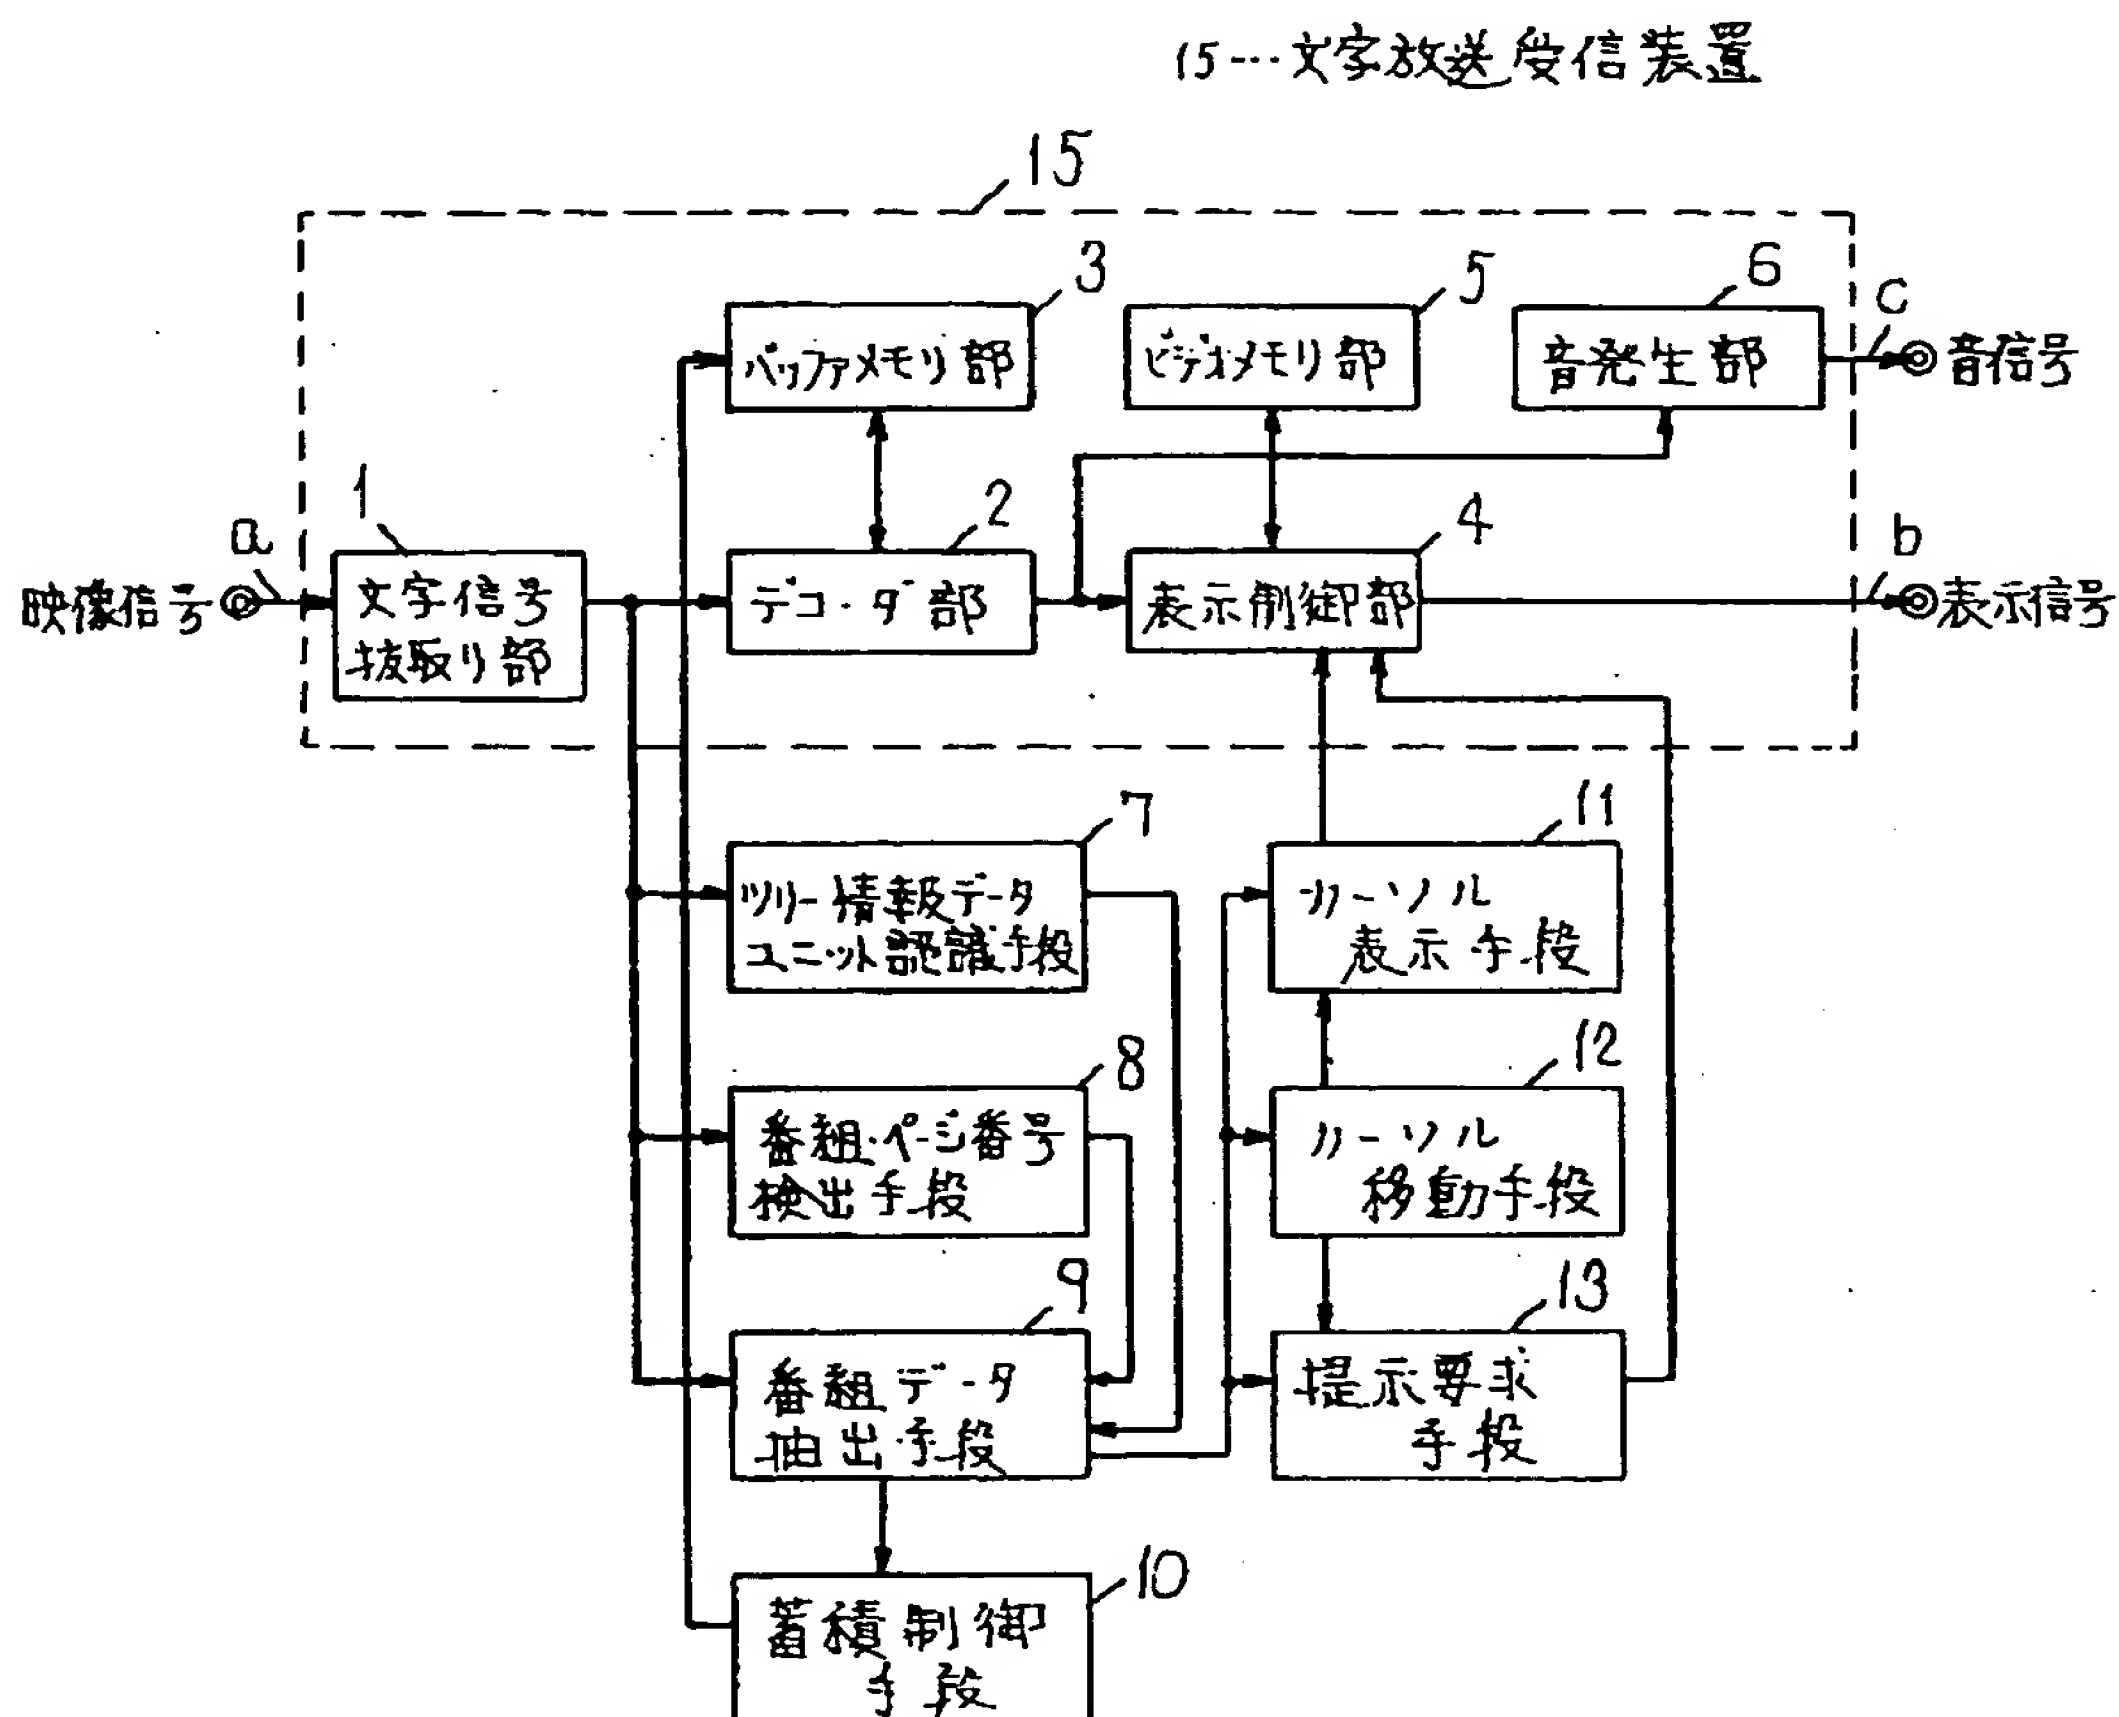 15…文字放送受信装置
15
3
5
6
c
バッファメモリ部
ビデオメモリ部
音発生部
音信号
1
2
4
a
b
映像信号
文字信号
抜取り部
デコーダ部
表示制御部
表示信号
7
11
ツリー情報データ
ユニット認識手段
カーソル
表示手段
8
12
番組・ページ番号
検出手段
カーソル
移動手段
9
13
番組データ
抽出手段
提示要求
手段
10
蓄積制御
手段